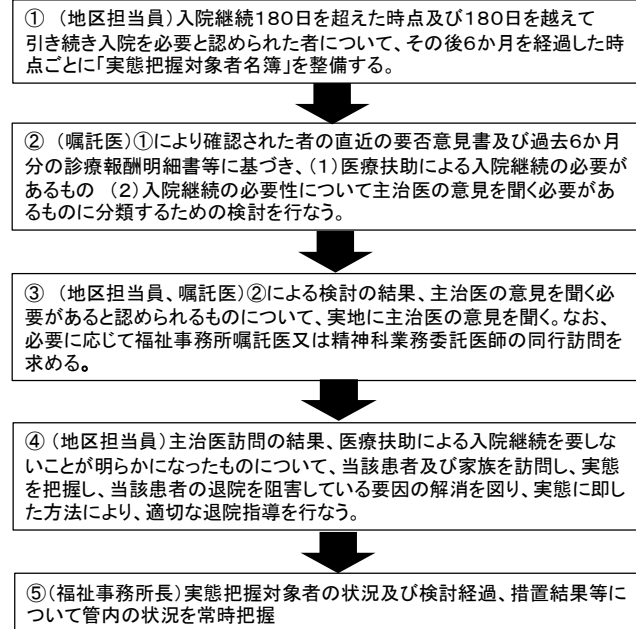 ① (地区担当員)入院継続180日を超えた時点及び180日を越えて
引き続き入院を必要と認められた者について、その後6か月を経過した時
点ごとに「実態把握対象者名簿」を整備する。
② (嘱託医)①により確認された者の直近の要否意見書及び過去6か月
分の診療報酬明細書等に基づき、(1)医療扶助による入院継続の必要が
あるもの (2)入院継続の必要性について主治医の意見を聞く必要があ
るものに分類するための検討を行なう。
③ (地区担当員、嘱託医)②による検討の結果、主治医の意見を聞く必
要があると認められるものについて、実地に主治医の意見を聞く。なお、
必要に応じて福祉事務所嘱託医又は精神科業務委託医師の同行訪問を
求める。
④ (地区担当員)主治医訪問の結果、医療扶助による入院継続を要しな
いことが明らかになったものについて、当該患者及び家族を訪問し、実態
を把握し、当該患者の退院を阻害している要因の解消を図り、実態に即し
た方法により、適切な退院指導を行なう。
⑤(福祉事務所長)実態把握対象者の状況及び検討経過、措置結果等に
ついて管内の状況を常時把握